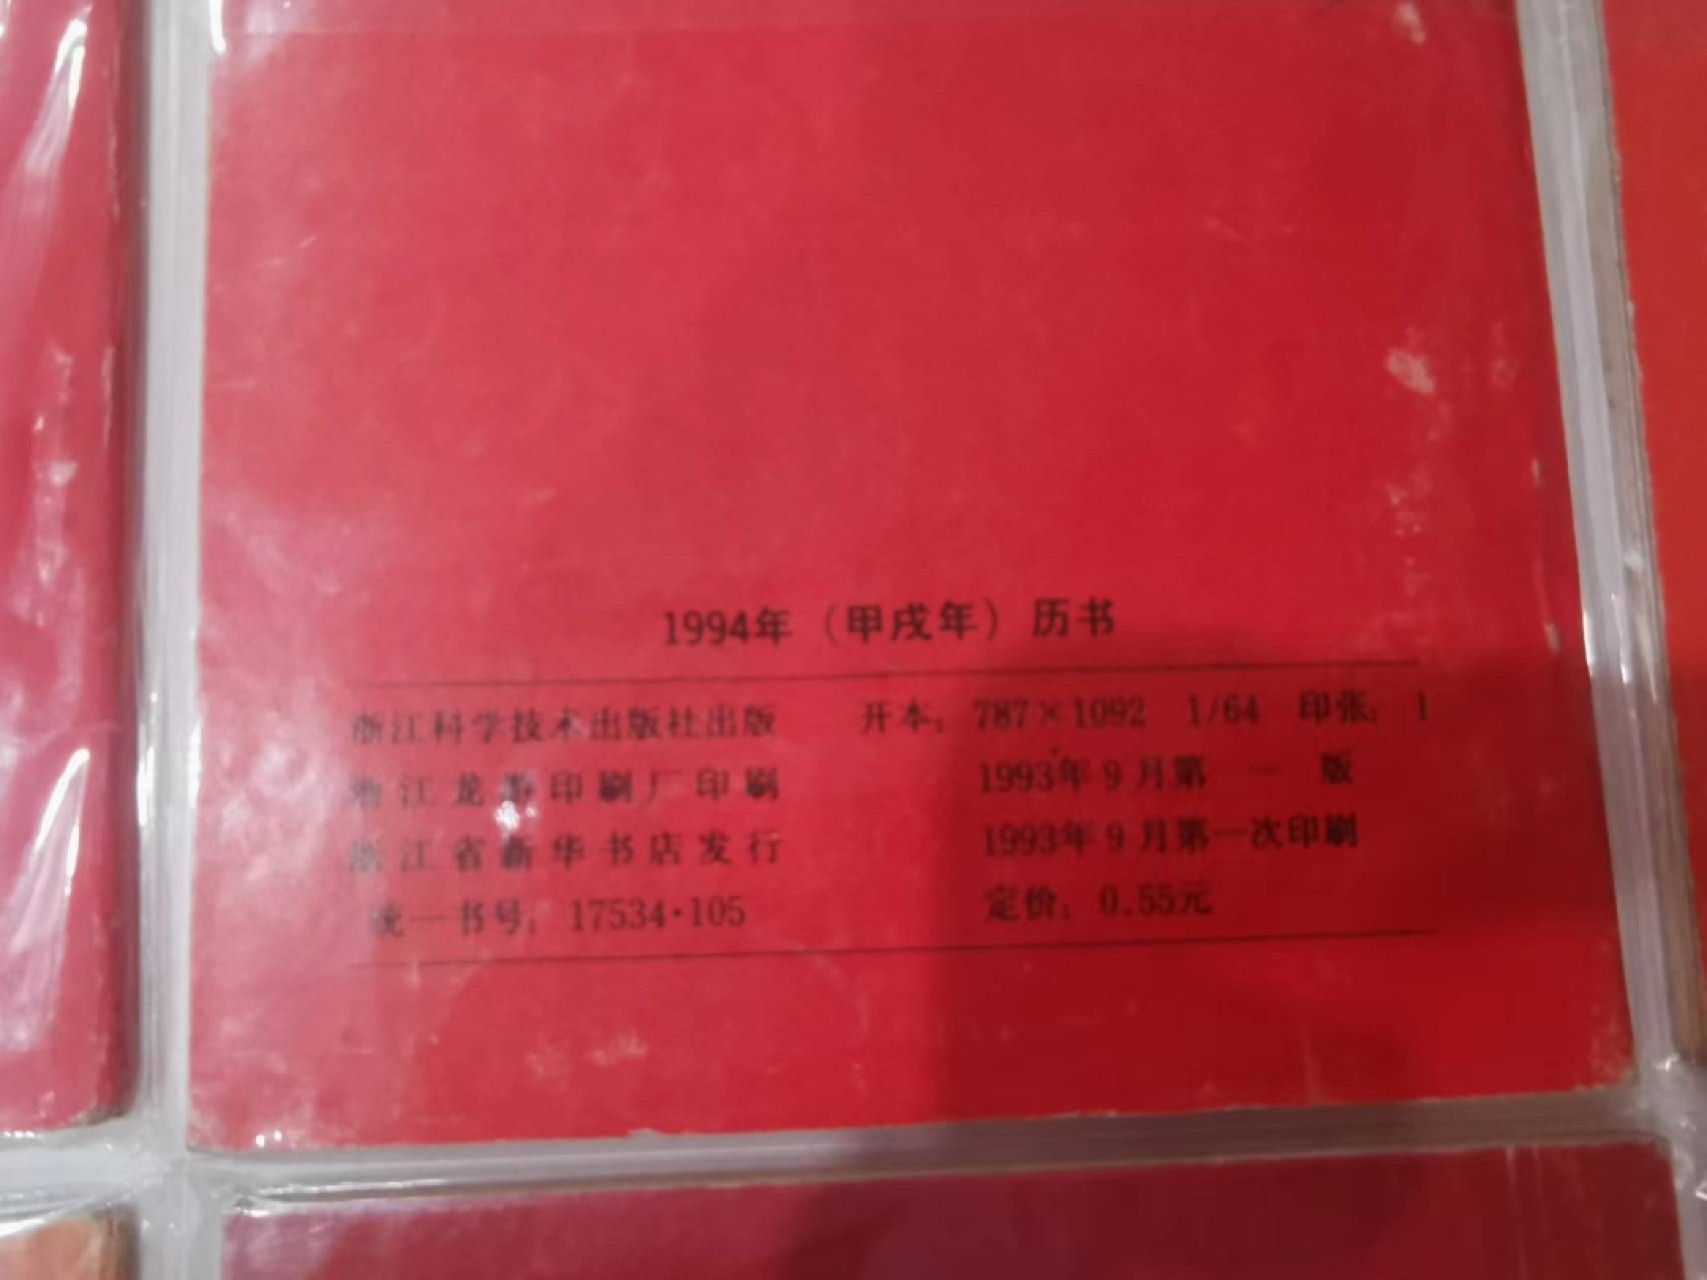 1994年（甲戌年）历书
浙江科学技术出版社出版 开本：787×1092 1/64 印张：1
浙江龙游印刷厂印刷 1993年9月第一版
浙江省新华书店发行 1993年9月第一次印刷
统一书号：17534·105 定价：0.55元